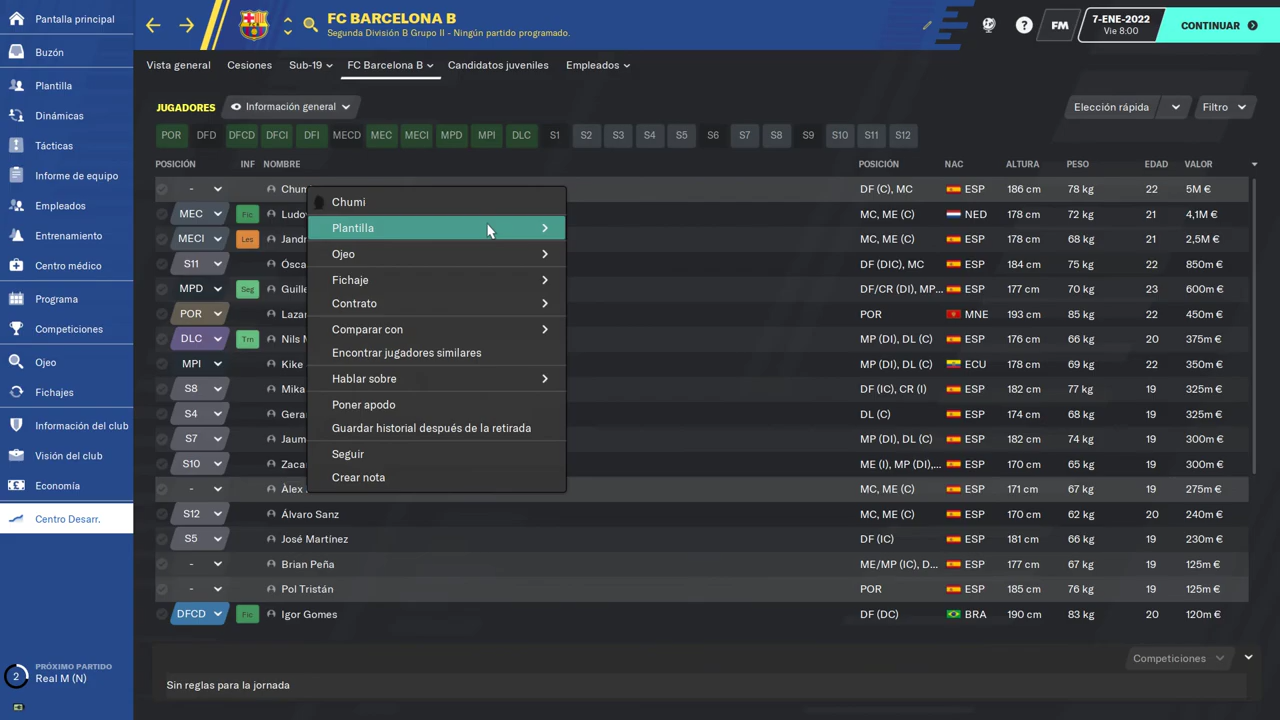 Pantalla principal
Buzón
Plantilla
Dinámicas
Tácticas
Informe de equipo
Empleados
Entrenamiento
Centro médico
Programa
Competiciones
Ojeo
Fichajes
Información del club
Visión del club
Economía
Centro Desarr.
2
PRÓXIMO PARTIDO
Real M (N)
FC BARCELONA B
Segunda División B Grupo II - Ningún partido programado.
?
FM
7-ENE-2022
Vie 8:00
CONTINUAR
Vista general Cesiones Sub-19 FC Barcelona B Candidatos juveniles Empleados
JUGADORES Información general Elección rápida Filtro
POR DFD DFCD DFCI DFI MECD MEC MECI MPD MPI DLC S1 S2 S3 S4 S5 S6 S7 S8 S9 S10 S11 S12
POSICIÓN INF NOMBRE POSICIÓN NAC ALTURA PESO EDAD VALOR
- Chumi DF (C), MC ESP 186 cm 78 kg 22 5M €
MEC Fic Ludo MC, ME (C) NED 178 cm 72 kg 21 4,1M €
MECI Les Jandr MC, ME (C) ESP 178 cm 68 kg 21 2,5M €
S11 Ósca DF (DIC), MC ESP 184 cm 75 kg 22 850m €
MPD Seg Guille DF/CR (DI), MP... ESP 177 cm 70 kg 23 600m €
POR Lazar POR MNE 193 cm 85 kg 22 450m €
DLC Trn Nils M MP (DI), DL (C) ESP 176 cm 66 kg 20 375m €
MPI Kike MP (DI), DL (C) ECU 178 cm 69 kg 22 350m €
S8 Mika DF (IC), CR (I) ESP 182 cm 77 kg 19 325m €
S4 Gera DL (C) ESP 174 cm 68 kg 19 325m €
S7 Jaum MP (DI), DL (C) ESP 182 cm 74 kg 19 300m €
S10 Zaca ME (I), MP (DI),... ESP 170 cm 65 kg 19 300m €
- Àlex MC, ME (C) ESP 171 cm 67 kg 19 275m €
S12 Álvaro Sanz MC, ME (C) ESP 170 cm 62 kg 20 240m €
S5 José Martínez DF (IC) ESP 181 cm 66 kg 19 230m €
- Brian Peña ME/MP (IC), D... ESP 177 cm 67 kg 19 125m €
- Pol Tristán POR ESP 185 cm 76 kg 19 125m €
DFCD Fic Igor Gomes DF (DC) BRA 190 cm 83 kg 20 120m €
Chumi
Plantilla
Ojeo
Fichaje
Contrato
Comparar con
Encontrar jugadores similares
Hablar sobre
Poner apodo
Guardar historial después de la retirada
Seguir
Crear nota
Competiciones
Sin reglas para la jornada